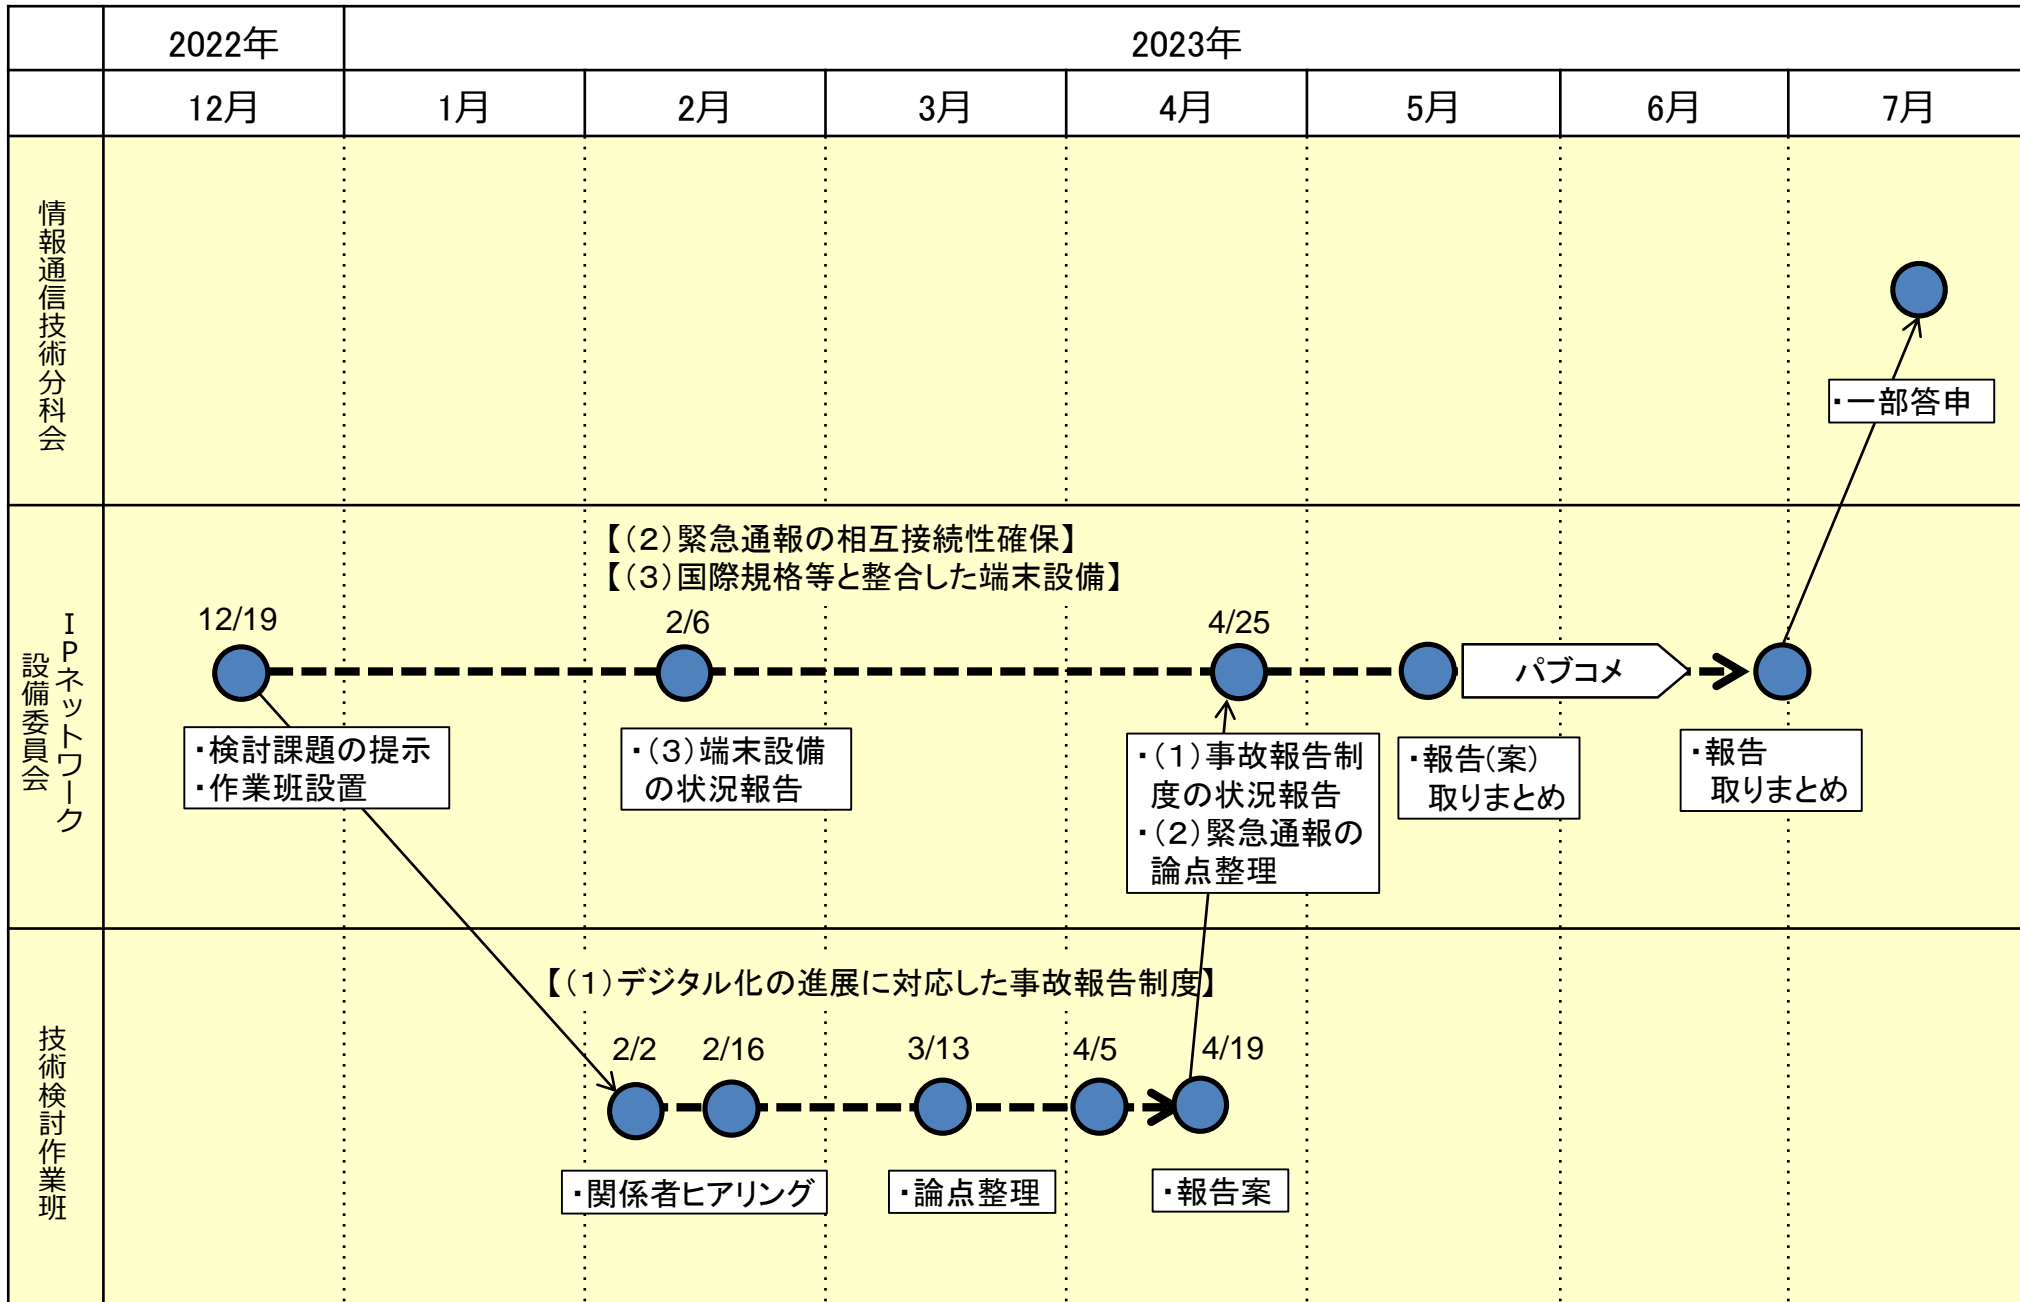 2022年
2023年
12月
1月
2月
3月
4月
5月
6月
7月
情報通信技術分科会
・一部答申
IPネットワーク
設備委員会
【(2)緊急通報の相互接続性確保】
【(3)国際規格等と整合した端末設備】
12/19
2/6
4/25
パブコメ
・検討課題の提示
・作業班設置
・(3)端末設備
の状況報告
・(1)事故報告制
度の状況報告
・(2)緊急通報の
論点整理
・報告(案)
取りまとめ
・報告
取りまとめ
技術検討作業班
【(1)デジタル化の進展に対応した事故報告制度】
2/2
2/16
3/13
4/5
4/19
・関係者ヒアリング
・論点整理
・報告案